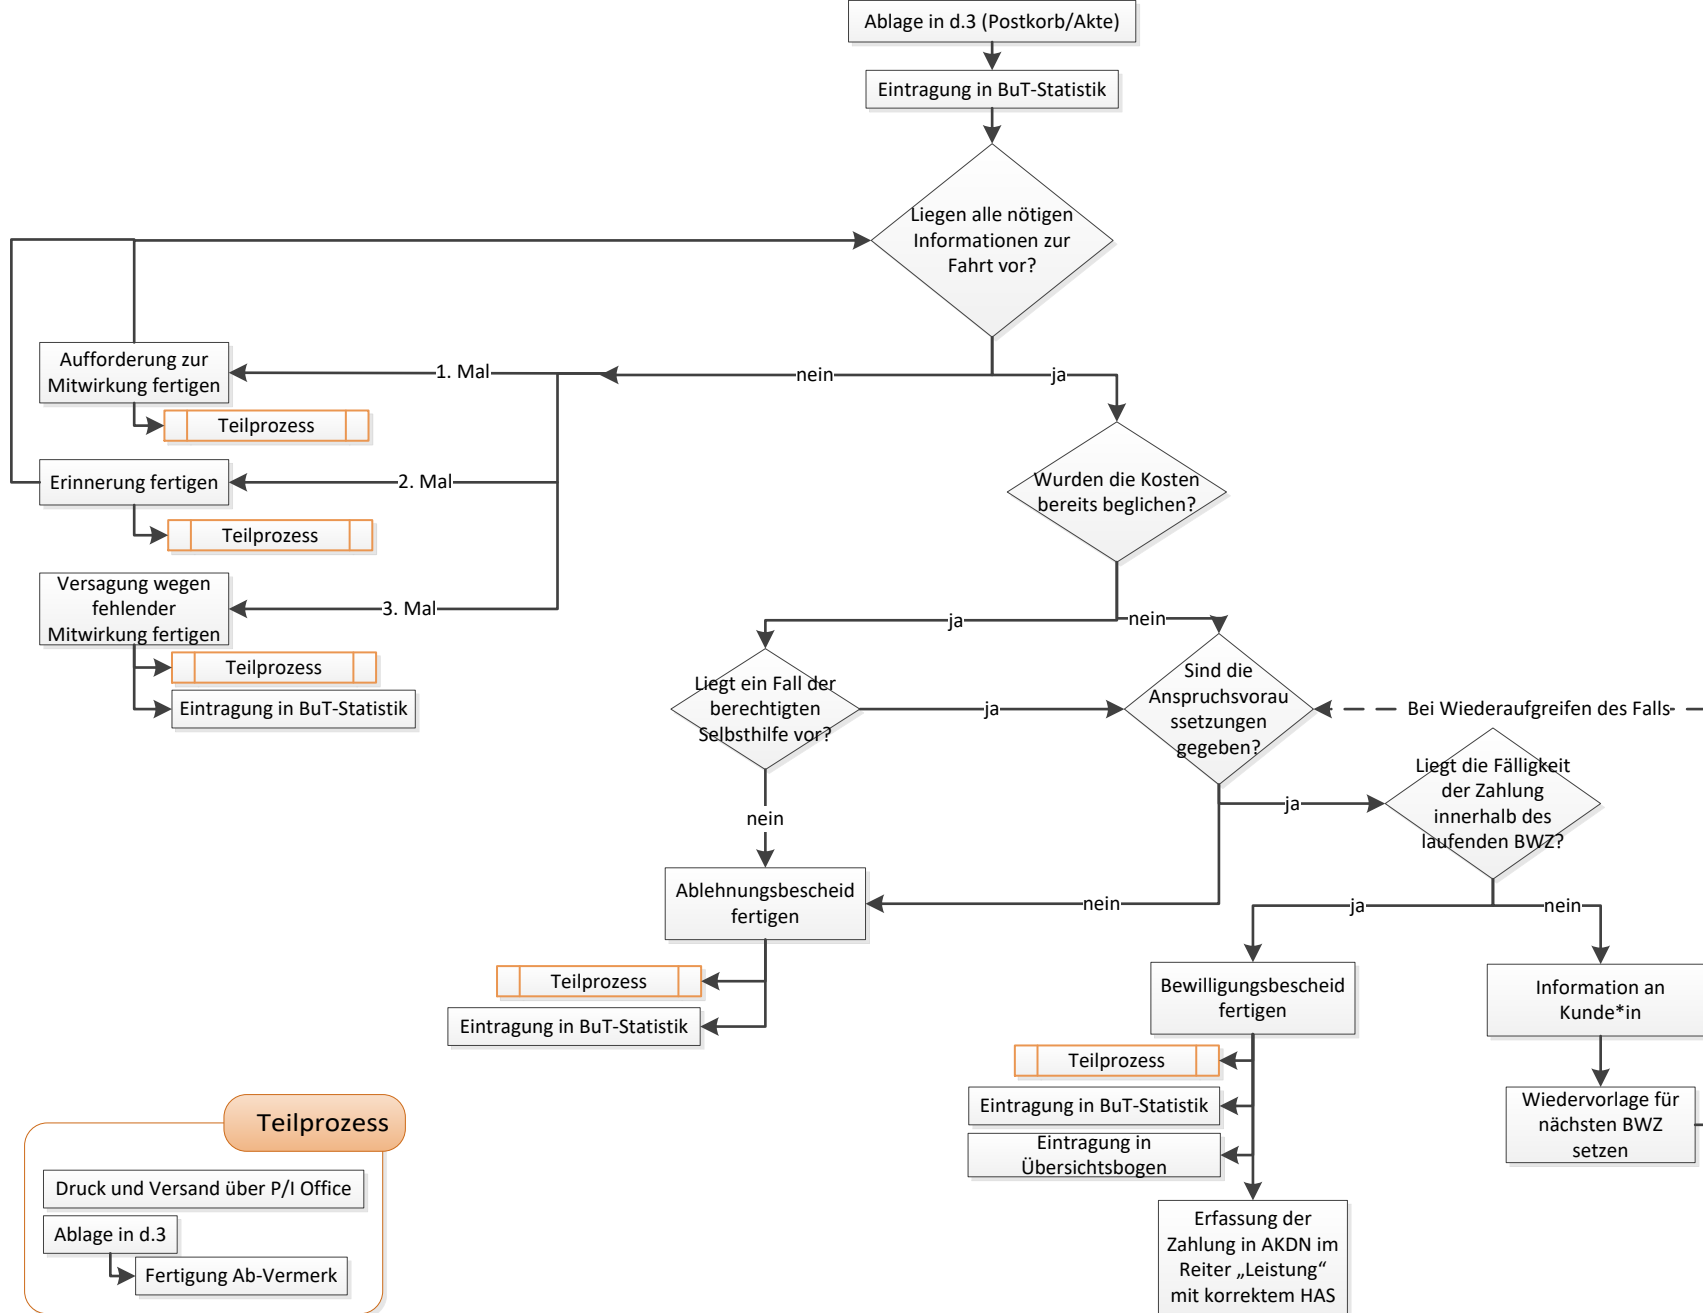 Ablage in d.3 (Postkorb/Akte)
Eintragung in BuT-Statistik
Liegen alle nötigen
Informationen zur
Fahrt vor?
nein
ja
1. Mal
Aufforderung zur
Mitwirkung fertigen
Teilprozess
2. Mal
Erinnerung fertigen
Teilprozess
3. Mal
Versagung wegen
fehlender
Mitwirkung fertigen
Teilprozess
Eintragung in BuT-Statistik
Wurden die Kosten
bereits beglichen?
ja
nein
Liegt ein Fall der
berechtigten
Selbsthilfe vor?
ja
nein
Sind die
Anspruchsvorau
ssetzungen
gegeben?
Bei Wiederaufgreifen des Falls
ja
nein
Liegt die Fälligkeit
der Zahlung
innerhalb des
laufenden BWZ?
ja
nein
Ablehnungsbescheid
fertigen
Teilprozess
Eintragung in BuT-Statistik
Bewilligungsbescheid
fertigen
Teilprozess
Eintragung in BuT-Statistik
Eintragung in
Übersichtsbogen
Erfassung der
Zahlung in AKDN im
Reiter „Leistung“
mit korrektem HAS
Information an
Kunde*in
Wiedervorlage für
nächsten BWZ
setzen
Teilprozess
Druck und Versand über P/I Office
Ablage in d.3
Fertigung Ab-Vermerk